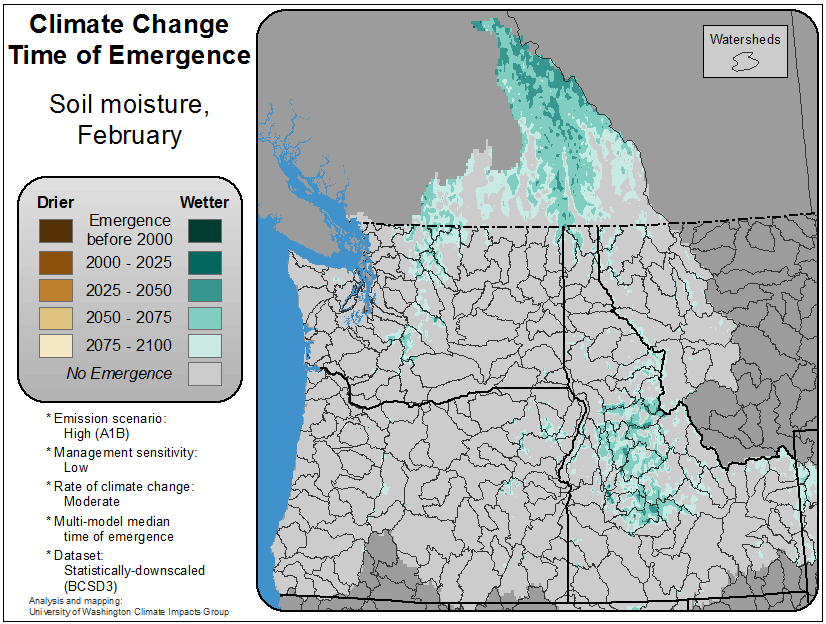 Climate Change
Time of Emergence
Soil moisture,
February
Drier
Wetter
Emergence
before 2000
2000 - 2025
2025 - 2050
2050 - 2075
2075 - 2100
No Emergence
* Emission scenario:
High (A1B)
* Management sensitivity:
Low
* Rate of climate change:
Moderate
* Multi-model median
time of emergence
* Dataset:
Statistically-downscaled
(BCSD3)
Analysis and mapping:
University of Washington Climate Impacts Group
Watersheds